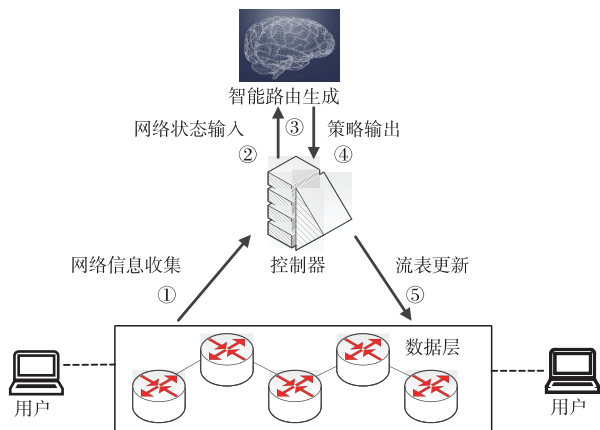 智能路由生成
网络状态输入
③
策略输出
②
④
网络信息收集
控制器
流表更新
①
⑤
数据层
用户
用户